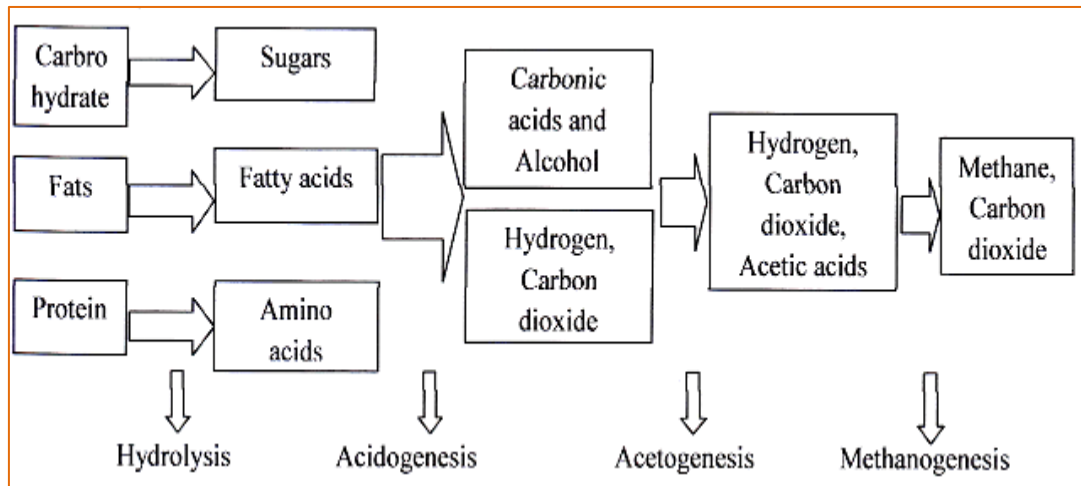 Carbro
hydrate
Sugars
Fats
Fatty acids
Protein
Amino
acids
Carbonic
acids and
Alcohol
Hydrogen,
Carbon
dioxide
Hydrogen,
Carbon
dioxide,
Acetic acids
Methane,
Carbon
dioxide
Hydrolysis
Acidogenesis
Acetogenesis
Methanogenesis